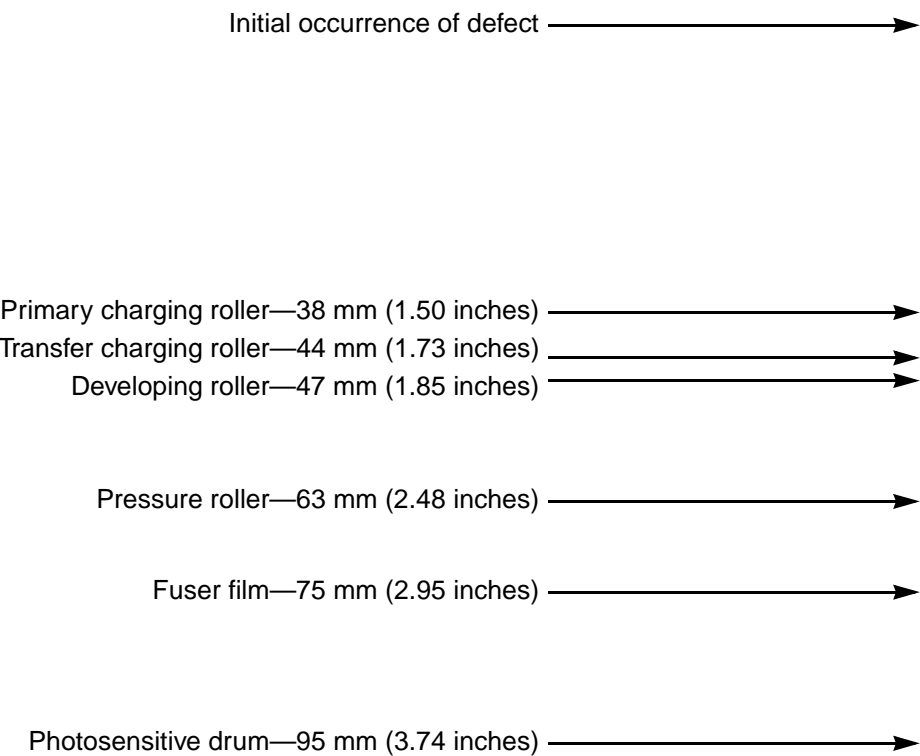 Initial occurrence of defect
Primary charging roller—38 mm (1.50 inches)
Transfer charging roller—44 mm (1.73 inches)
Developing roller—47 mm (1.85 inches)
Pressure roller—63 mm (2.48 inches)
Fuser film—75 mm (2.95 inches)
Photosensitive drum—95 mm (3.74 inches)